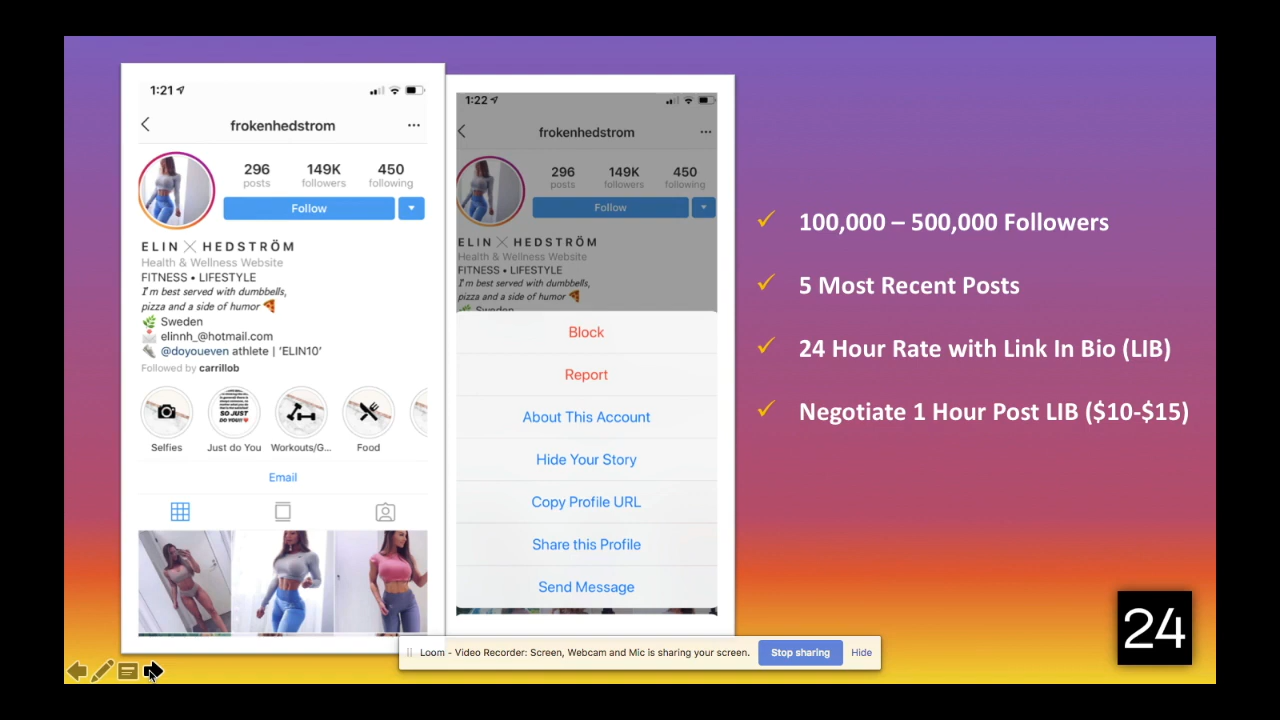 1:21
frokenhedstrom
...
296
posts
149K
followers
450
following
Follow
ELIN X HEDSTRÖM
Health & Wellness Website
FITNESS • LIFESTYLE
I'm best served with dumbbells,
pizza and a side of humor 🍕
🌿 Sweden
elinnh_@hotmail.com
@doyoueven athlete | 'ELIN10'
Followed by carrillob
SO JUST
DO YOU!
Selfies
Just do You
Workouts/G...
Food
Email
1:22
frokenhedstrom
...
296
posts
149K
followers
450
following
Follow
ELIN X HEDSTRÖM
Health & Wellness Website
FITNESS • LIFESTYLE
I'm best served with dumbbells,
pizza and a side of humor 🍕
Sweden
Block
Report
About This Account
Hide Your Story
Copy Profile URL
Share this Profile
Send Message
✓ 100,000 – 500,000 Followers
✓ 5 Most Recent Posts
✓ 24 Hour Rate with Link In Bio (LIB)
✓ Negotiate 1 Hour Post LIB ($10-$15)
24
Loom - Video Recorder: Screen, Webcam and Mic is sharing your screen.
Stop sharing
Hide